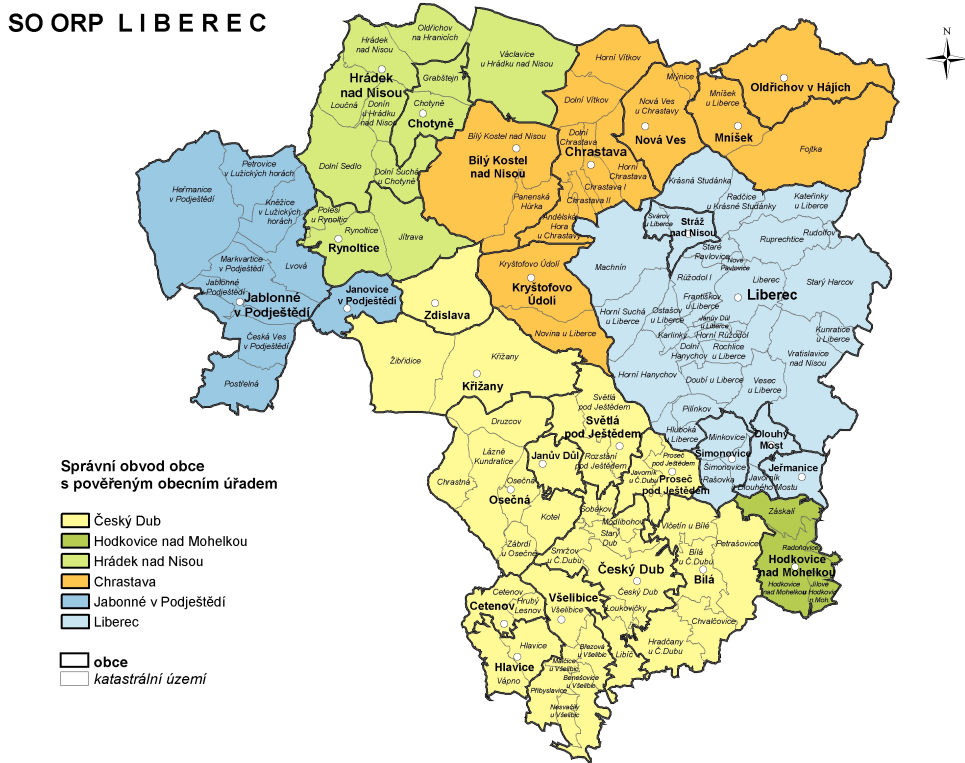 SO ORP L I B E R E C
N
Oldřichov
na Hranicích
Hrádek
nad Nisou
Václavice
u Hrádku nad Nisou
Horní Vítkov
Hrádek
nad Nisou
Grabštejn
Mlýnice
Oldřichov v Hájích
Mníšek
u Liberce
Loučná
Donín
u Hrádku
nad Nisou
Chotyně
Chotyně
Dolní Vítkov
Nová Ves
u Chrastavy
Nová Ves
Mníšek
Bílý Kostel nad Nisou
Bílý Kostel
nad Nisou
Dolní
Chrastava
Chrastava
Fojtka
Petrovice
v Lužických horách
Dolní Sedlo
Dolní Suchá
u Chotyně
Horní
Chrastava
Chrastava I
Chrastava II
Krásná Studánka
Heřmanice
v Podještědí
Kněžice
v Lužických
horách
Panenská
Hůrka
Radčice
u Krásné Studánky
Kateřinky
u Liberce
Polesí
u Rynoltic
Rynoltice
Rynoltice
Jítrava
Andělská
Hora
u Chrastavy
Svárov
u Liberce
Stráž
nad Nisou
Rudolfov
Ruprechtice
Markvartice
v Podještědí
Lvová
Kryštofovo Údolí
Kryštofovo
Údolí
Machnín
Staré
Pavlovice
Nové
Pavlovice
Růžodol I
Liberec
Liberec
Starý Harcov
Jablonné
v Podještědí
Jablonné
v Podještědí
Janovice
v Podještědí
Zdislava
Františkov
u Liberce
Horní Suchá
u Liberce
Ostašov
u Liberce
Janův Důl
u Liberce
Karlinky
Horní Růžodol
Kunratice
u Liberce
Česká Ves
v Podještědí
Novina u Liberce
Dolní
Hanychov
Rochlice
u Liberce
Vratislavice
nad Nisou
Žibřidice
Křižany
Křižany
Horní Hanychov
Doubí u Liberce
Vesec
u Liberce
Postřelná
Světlá
pod Ještědem
Světlá
pod Ještědem
Pilínkov
Druzcov
Hluboká
u Liberce
Minkovice
Dlouhý
Most
Lázně
Kundratice
Janův Důl
Rozstání
pod Ještědem
Proseč
pod Ještědem
Šimonovice
Šimonovice
Rašovka
Jeřmanice
Javorník
u Dlouhého Mostu
Chrastná
Osečná
Osečná
Javorník
u Č.Dubu
Proseč
pod Ještědem
Správní obvod obce
s pověřeným obecním úřadem
Český Dub
Hodkovice nad Mohelkou
Hrádek nad Nisou
Chrastava
Jabonné v Podještědí
Liberec
obce
katastrální území
Kotel
Sobákov
Modlibohov
Starý
Dub
Vlčetín u Bílé
Petrašovice
Záskalí
Zábrdí
u Osečné
Smržov
u Č.Dubu
Český Dub
Český Dub
Bílá
u Č.Dubu
Bílá
Radoňovice
Hodkovice
nad Mohelkou
Hodkovice
nad Mohelkou
Jílové
u Hodkovic
n.Moh.
Cetenov
Cetenov
Hrubý
Lesnov
Všelibice
Všelibice
Loukovičky
Chvalčovice
Hlavice
Hlavice
Vápno
Březová
u Všelibic
Malčice
u Všelibic
Libíč
Hradčany
u Č.Dubu
Benešovice
u Všelibic
Přibyslavice
Nesvačily
u Všelibic